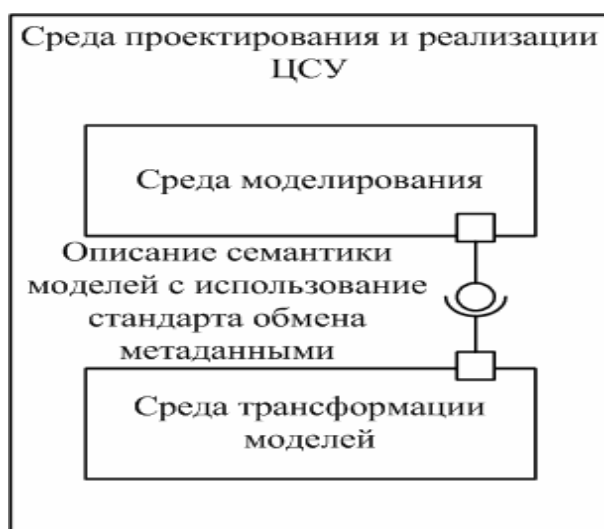 Среда проектирования и реализации
ЦСУ
Среда моделирования
Описание семантики
моделей с использование
стандарта обмена
метаданными
Среда трансформации
моделей